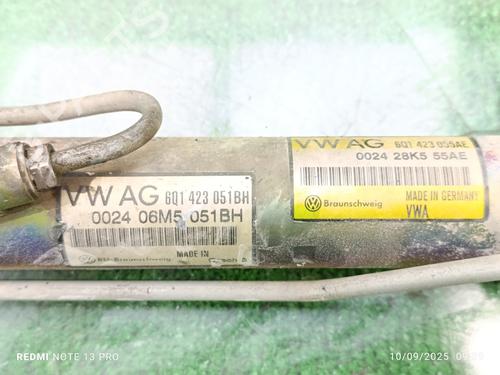 VW AG 6Q1 423 051BH
0024 06M5 051BH
MADE IN
Braunschweig
VW AG 6Q1 423 055AE
0024 28K5 55AE
Braunschweig
MADE IN GERMANY
VWA
REDMI NOTE 13 PRO
10/09/2025